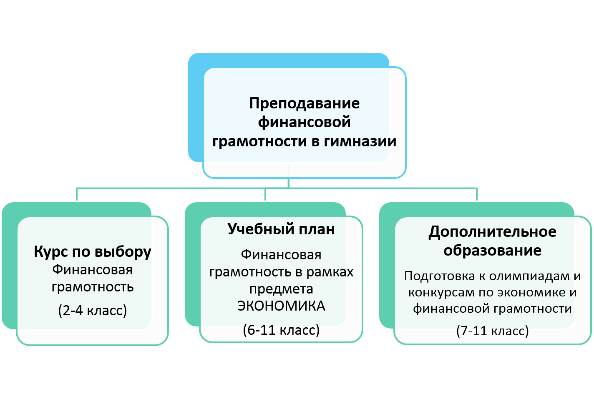 Преподавание
финансовой
грамотности в гимназии
Курс по выбору
Финансовая
грамотность
(2-4 класс)
Учебный план
Финансовая
грамотность в рамках
предмета
ЭКОНОМИКА
(6-11 класс)
Дополнительное
образование
Подготовка к олимпиадам и
конкурсам по экономике и
финансовой грамотности
(7-11 класс)